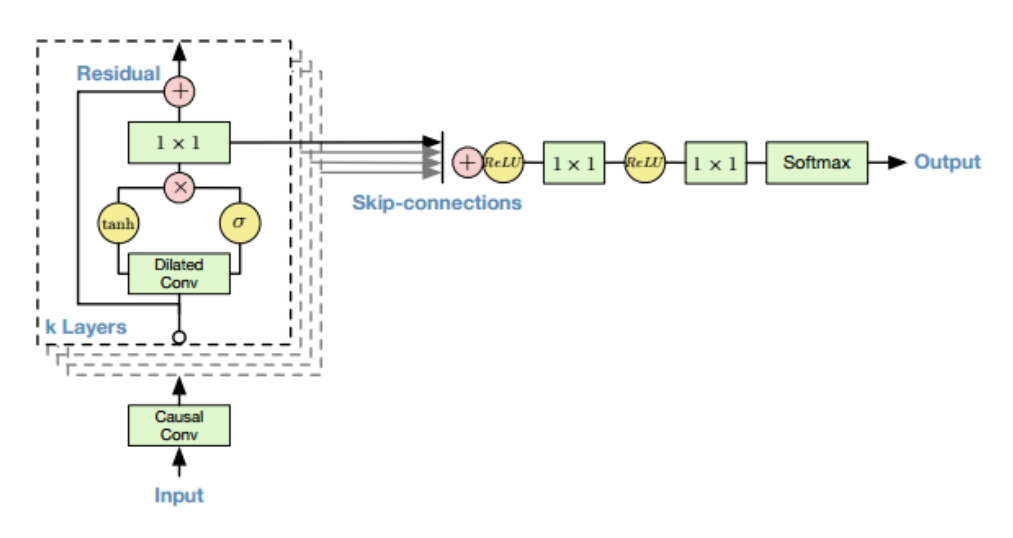 Residual
+
1 × 1
×
tanh
σ
Dilated
Conv
k Layers
Causal
Conv
Input
Skip-connections
+
ReLU
1 × 1
ReLU
1 × 1
Softmax
Output